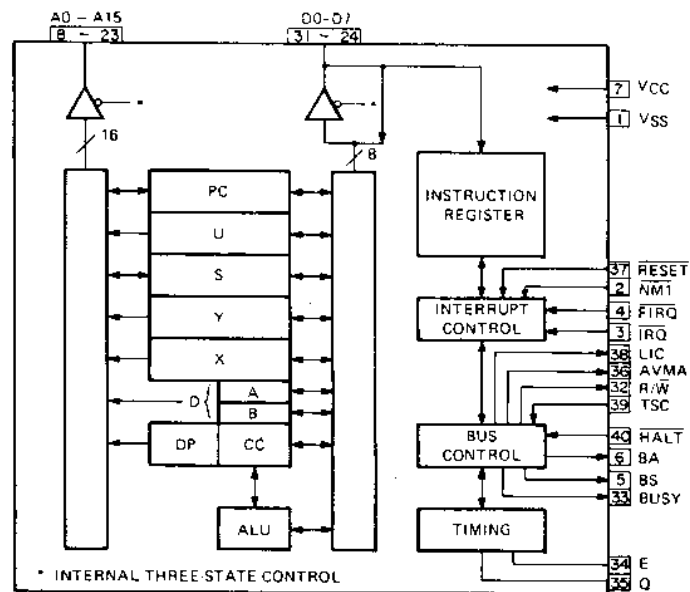 A0 – A15
8 ~ 23
D0-D7
31 ~ 24
*
*
16
8
7 VCC
1 VSS
PC
U
S
Y
X
D {
A
B
DP
CC
ALU
INSTRUCTION
REGISTER
INTERRUPT
CONTROL
BUS
CONTROL
TIMING
37 RESET
2 NMI
4 FIRQ
3 IRQ
38 LIC
36 AVMA
32 R/W
39 TSC
40 HALT
6 BA
5 BS
33 BUSY
34 E
35 Q
* INTERNAL THREE-STATE CONTROL